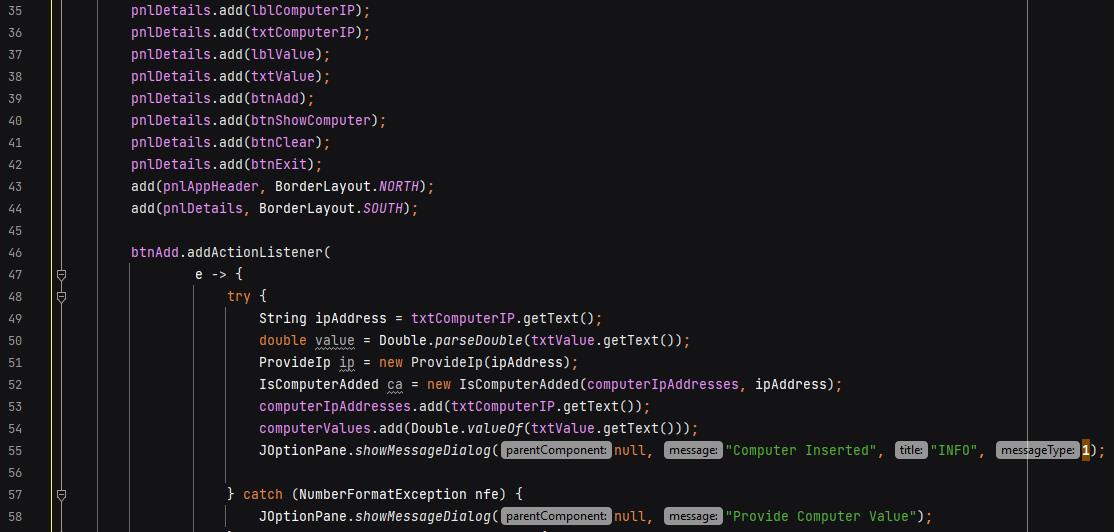 35 pnlDetails.add(lblComputerIP);
36 pnlDetails.add(txtComputerIP);
37 pnlDetails.add(lblValue);
38 pnlDetails.add(txtValue);
39 pnlDetails.add(btnAdd);
40 pnlDetails.add(btnShowComputer);
41 pnlDetails.add(btnClear);
42 pnlDetails.add(btnExit);
43 add(pnlAppHeader, BorderLayout.NORTH);
44 add(pnlDetails, BorderLayout.SOUTH);
45
46 btnAdd.addActionListener(
47 e -> {
48 try {
49 String ipAddress = txtComputerIP.getText();
50 double value = Double.parseDouble(txtValue.getText());
51 ProvideIp ip = new ProvideIp(ipAddress);
52 IsComputerAdded ca = new IsComputerAdded(computerIpAddresses, ipAddress);
53 computerIpAddresses.add(txtComputerIP.getText());
54 computerValues.add(Double.valueOf(txtValue.getText()));
55 JOptionPane.showMessageDialog( parentComponent: null, message: "Computer Inserted", title: "INFO", messageType: 1);
56
57 } catch (NumberFormatException nfe) {
58 JOptionPane.showMessageDialog( parentComponent: null, message: "Provide Computer Value");